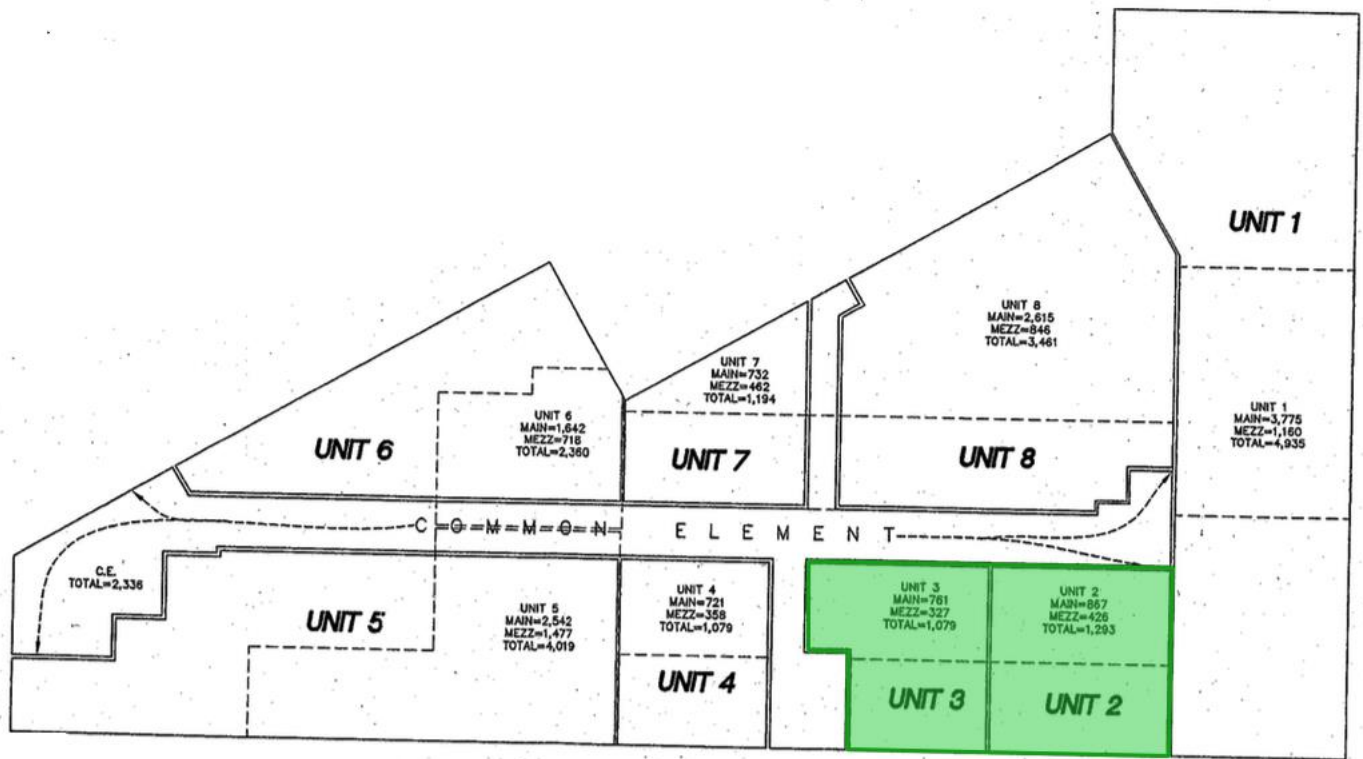 UNIT 1
UNIT 8
MAIN=2,615
MEZZ=846
TOTAL=3,461
UNIT 7
MAIN=732
MEZZ=462
TOTAL=1,194
UNIT 1
MAIN=3,775
MEZZ=1,160
TOTAL=4,935
UNIT 6
MAIN=1,642
MEZZ=718
TOTAL=2,360
UNIT 6
UNIT 7
UNIT 8
COMMON ELEMENT
C.E.
TOTAL=2,336
UNIT 5
UNIT 5
MAIN=2,542
MEZZ=1,477
TOTAL=4,019
UNIT 4
MAIN=721
MEZZ=358
TOTAL=1,079
UNIT 3
MAIN=761
MEZZ=327
TOTAL=1,079
UNIT 2
MAIN=867
MEZZ=426
TOTAL=1,293
UNIT 4
UNIT 3
UNIT 2